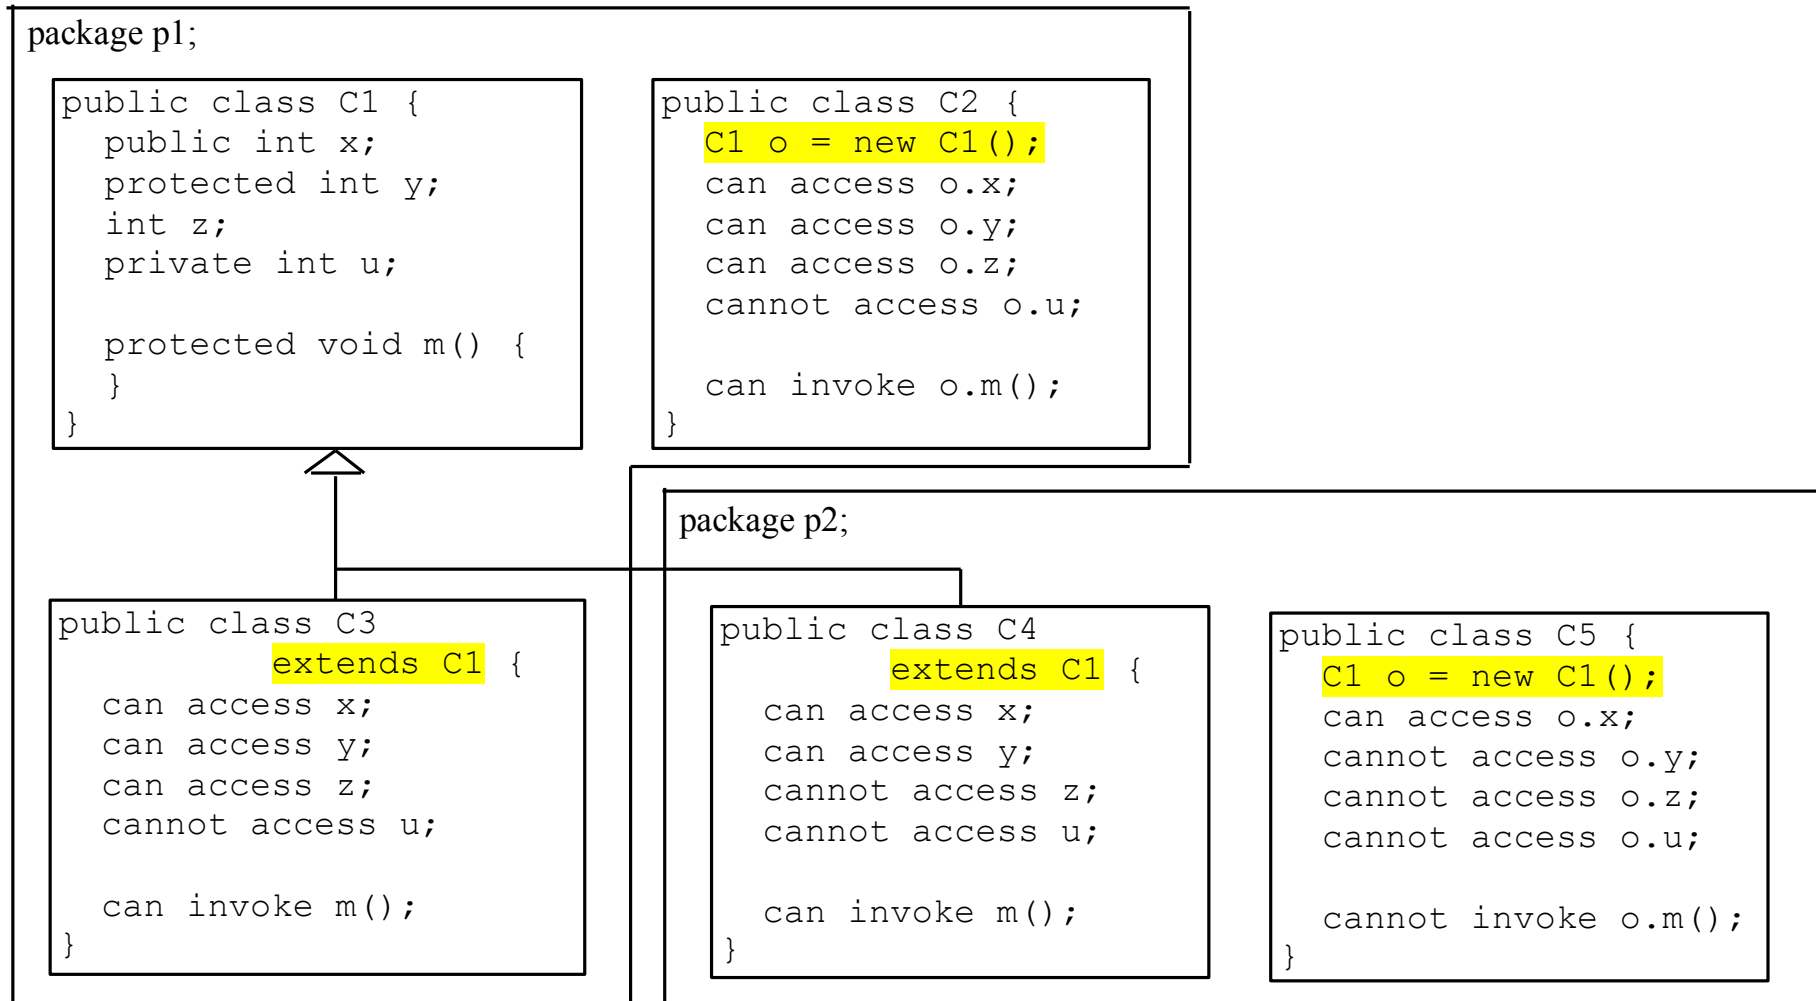 package p1;
public class C1 {
public int x;
protected int y;
int z;
private int u;
protected void m() {
}
}
public class C2 {
C1 o = new C1();
can access o.x;
can access o.y;
can access o.z;
cannot access o.u;
can invoke o.m();
}
public class C3
extends C1 {
can access x;
can access y;
can access z;
cannot access u;
can invoke m();
}
package p2;
public class C4
extends C1 {
can access x;
can access y;
cannot access z;
cannot access u;
can invoke m();
}
public class C5 {
C1 o = new C1();
can access o.x;
cannot access o.y;
cannot access o.z;
cannot access o.u;
cannot invoke o.m();
}